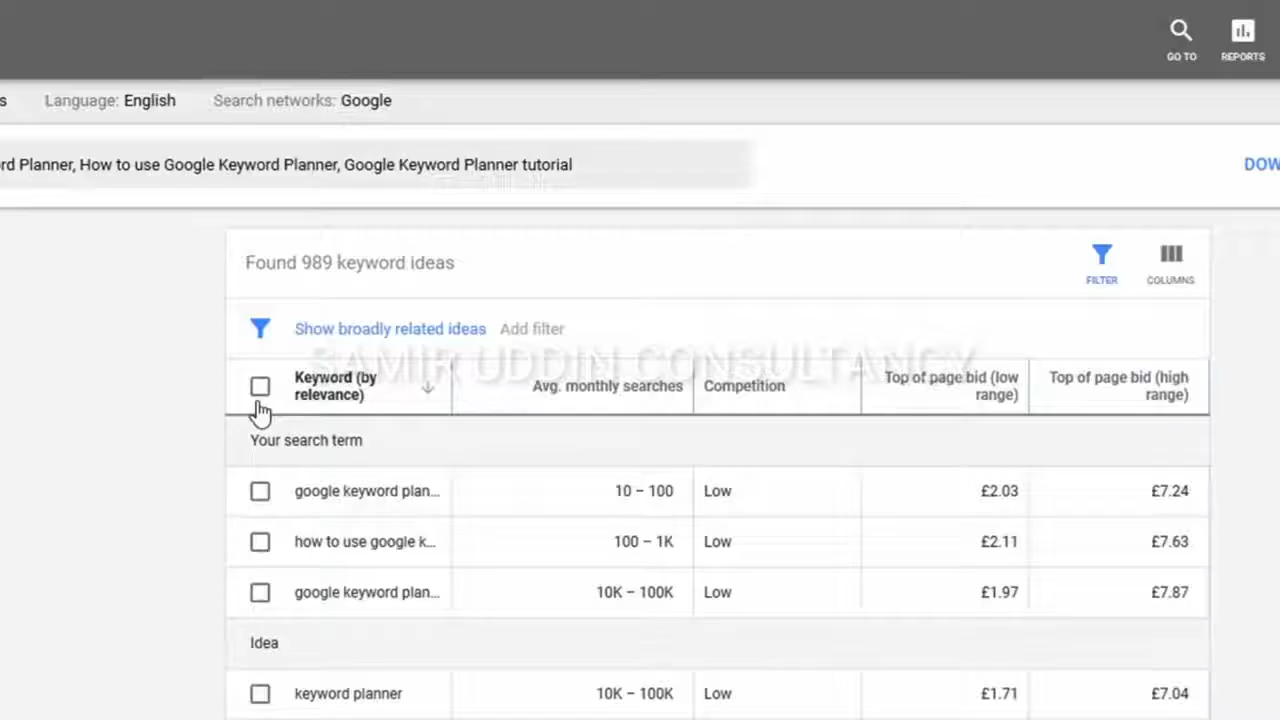 GO TO
REPORTS
s Language: English Search networks: Google
rd Planner, How to use Google Keyword Planner, Google Keyword Planner tutorial
DOW
Found 989 keyword ideas
FILTER
COLUMNS
Show broadly related ideas Add filter
SAMIR UDDIN CONSULTANCY
Keyword (by relevance) Avg. monthly searches Competition Top of page bid (low range) Top of page bid (high range)
Your search term
google keyword plan... 10 – 100 Low £2.03 £7.24
how to use google k... 100 – 1K Low £2.11 £7.63
google keyword plan... 10K – 100K Low £1.97 £7.87
Idea
keyword planner 10K – 100K Low £1.71 £7.04